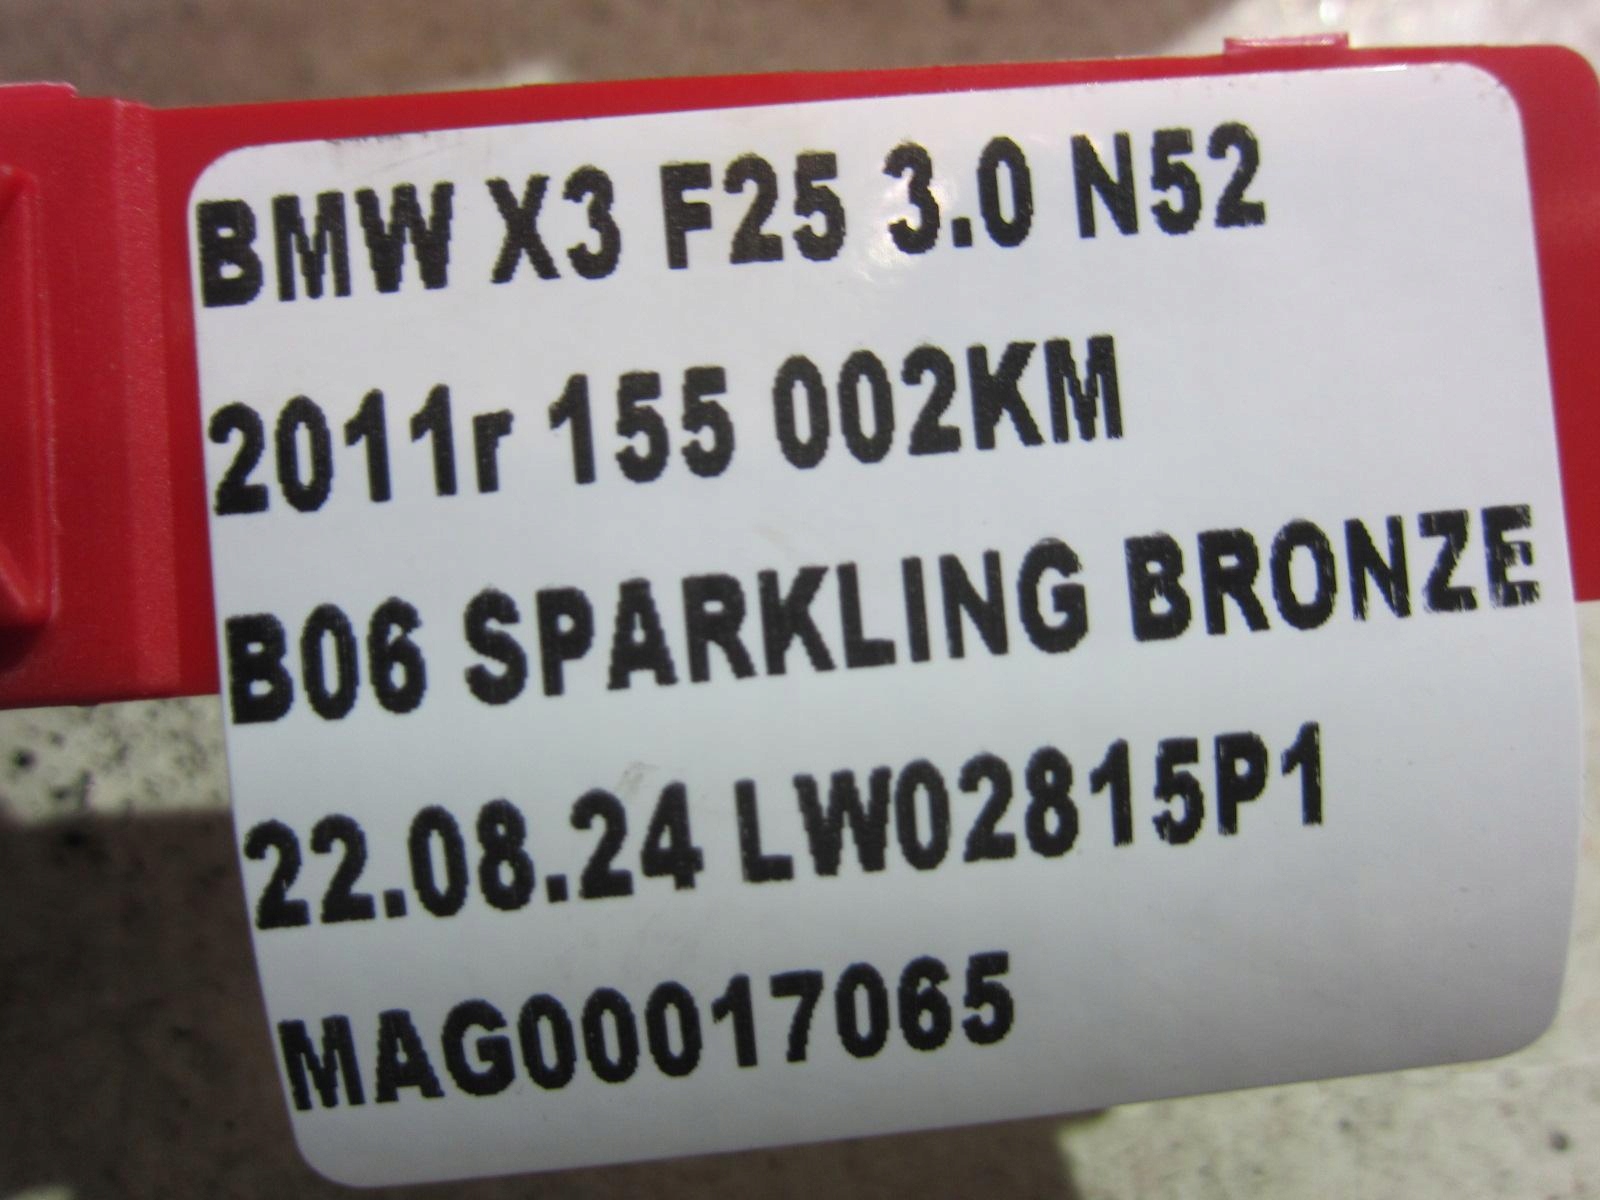 BMW X3 F25 3.0 N52
2011r 155 002KM
B06 SPARKLING BRONZE
22.08.24 LW02815P1
MAG00017065